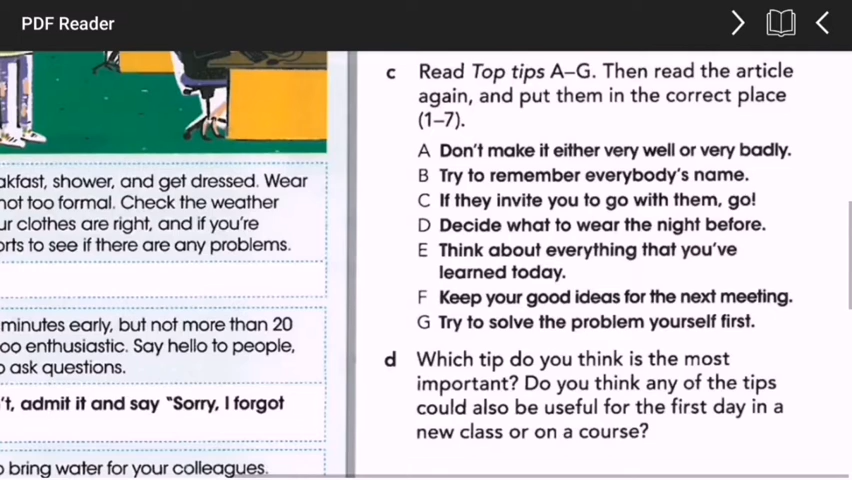 PDF Reader
akfast, shower, and get dressed. Wear
not too formal. Check the weather
ur clothes are right, and if you're
orts to see if there are any problems.
minutes early, but not more than 20
oo enthusiastic. Say hello to people,
o ask questions.
't, admit it and say "Sorry, I forgot
o bring water for your colleagues.
c Read Top tips A–G. Then read the article
again, and put them in the correct place
(1–7).
A Don't make it either very well or very badly.
B Try to remember everybody's name.
C If they invite you to go with them, go!
D Decide what to wear the night before.
E Think about everything that you've
learned today.
F Keep your good ideas for the next meeting.
G Try to solve the problem yourself first.
d Which tip do you think is the most
important? Do you think any of the tips
could also be useful for the first day in a
new class or on a course?